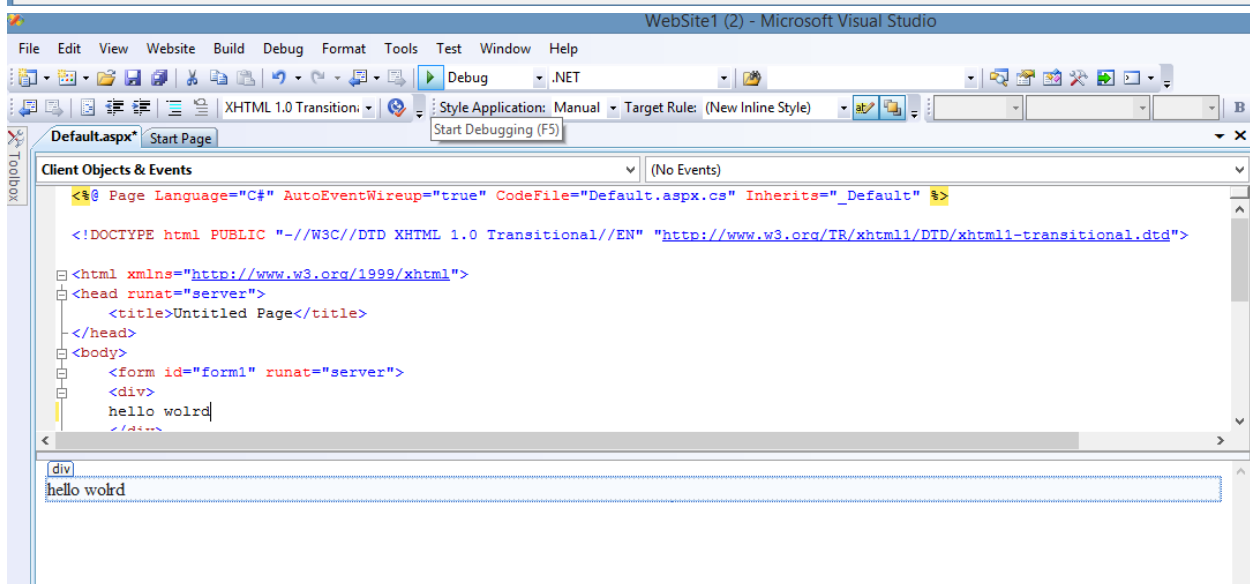 WebSite1 (2) - Microsoft Visual Studio
File Edit View Website Build Debug Format Tools Test Window Help
Debug .NET
XHTML 1.0 Transition Style Application: Manual Target Rule: (New Inline Style) B
Start Debugging (F5)
Default.aspx* Start Page
Toolbox
Client Objects & Events (No Events)
<%@ Page Language="C#" AutoEventWireup="true" CodeFile="Default.aspx.cs" Inherits="_Default" %>
<!DOCTYPE html PUBLIC "-//W3C//DTD XHTML 1.0 Transitional//EN" "http://www.w3.org/TR/xhtml1/DTD/xhtml1-transitional.dtd">
<html xmlns="http://www.w3.org/1999/xhtml">
<head runat="server">
<title>Untitled Page</title>
</head>
<body>
<form id="form1" runat="server">
<div>
hello wolrd
</div>
div
hello wolrd